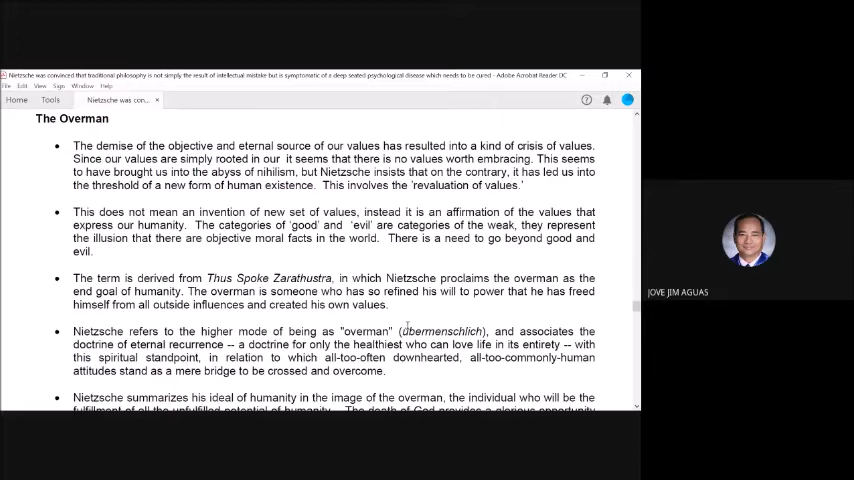 Nietzsche was convinced that traditional philosophy is not simply the result of intellectual mistake but is symptomatic of a deep seated psychological disease which needs to be cured - Adobe Acrobat Reader DC
File Edit View Sign Window Help
Home Tools Nietzsche was con... ×
The Overman
• The demise of the objective and eternal source of our values has resulted into a kind of crisis of values.
Since our values are simply rooted in our it seems that there is no values worth embracing. This seems
to have brought us into the abyss of nihilism, but Nietzsche insists that on the contrary, it has led us into
the threshold of a new form of human existence. This involves the 'revaluation of values.'
• This does not mean an invention of new set of values, instead it is an affirmation of the values that
express our humanity. The categories of 'good' and 'evil' are categories of the weak, they represent
the illusion that there are objective moral facts in the world. There is a need to go beyond good and
evil.
• The term is derived from Thus Spoke Zarathustra, in which Nietzsche proclaims the overman as the
end goal of humanity. The overman is someone who has so refined his will to power that he has freed
himself from all outside influences and created his own values.
• Nietzsche refers to the higher mode of being as "overman" (übermenschlich), and associates the
doctrine of eternal recurrence -- a doctrine for only the healthiest who can love life in its entirety -- with
this spiritual standpoint, in relation to which all-too-often downhearted, all-too-commonly-human
attitudes stand as a mere bridge to be crossed and overcome.
• Nietzsche summarizes his ideal of humanity in the image of the overman, the individual who will be the
fulfillment of all the unfulfilled potential of humanity. The death of God provides a glorious opportunity
JOVE JIM AGUAS